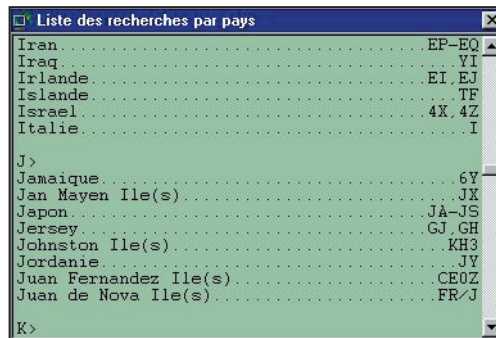 Liste des recherches par pays
Iran..................................EP-EQ
Iraq.....................................YI
Irlande...............................EI,EJ
Islande..................................TF
Israel................................4X,4Z
Italie....................................I
J>
Jamaique.................................6Y
Jan Mayen Ile(s).........................JX
Japon.................................JA-JS
Jersey................................GJ,GH
Johnston Ile(s).........................KH3
Jordanie.................................JY
Juan Fernandez Ile(s)..................CE0Z
Juan de Nova Ile(s)....................FR/J
K>